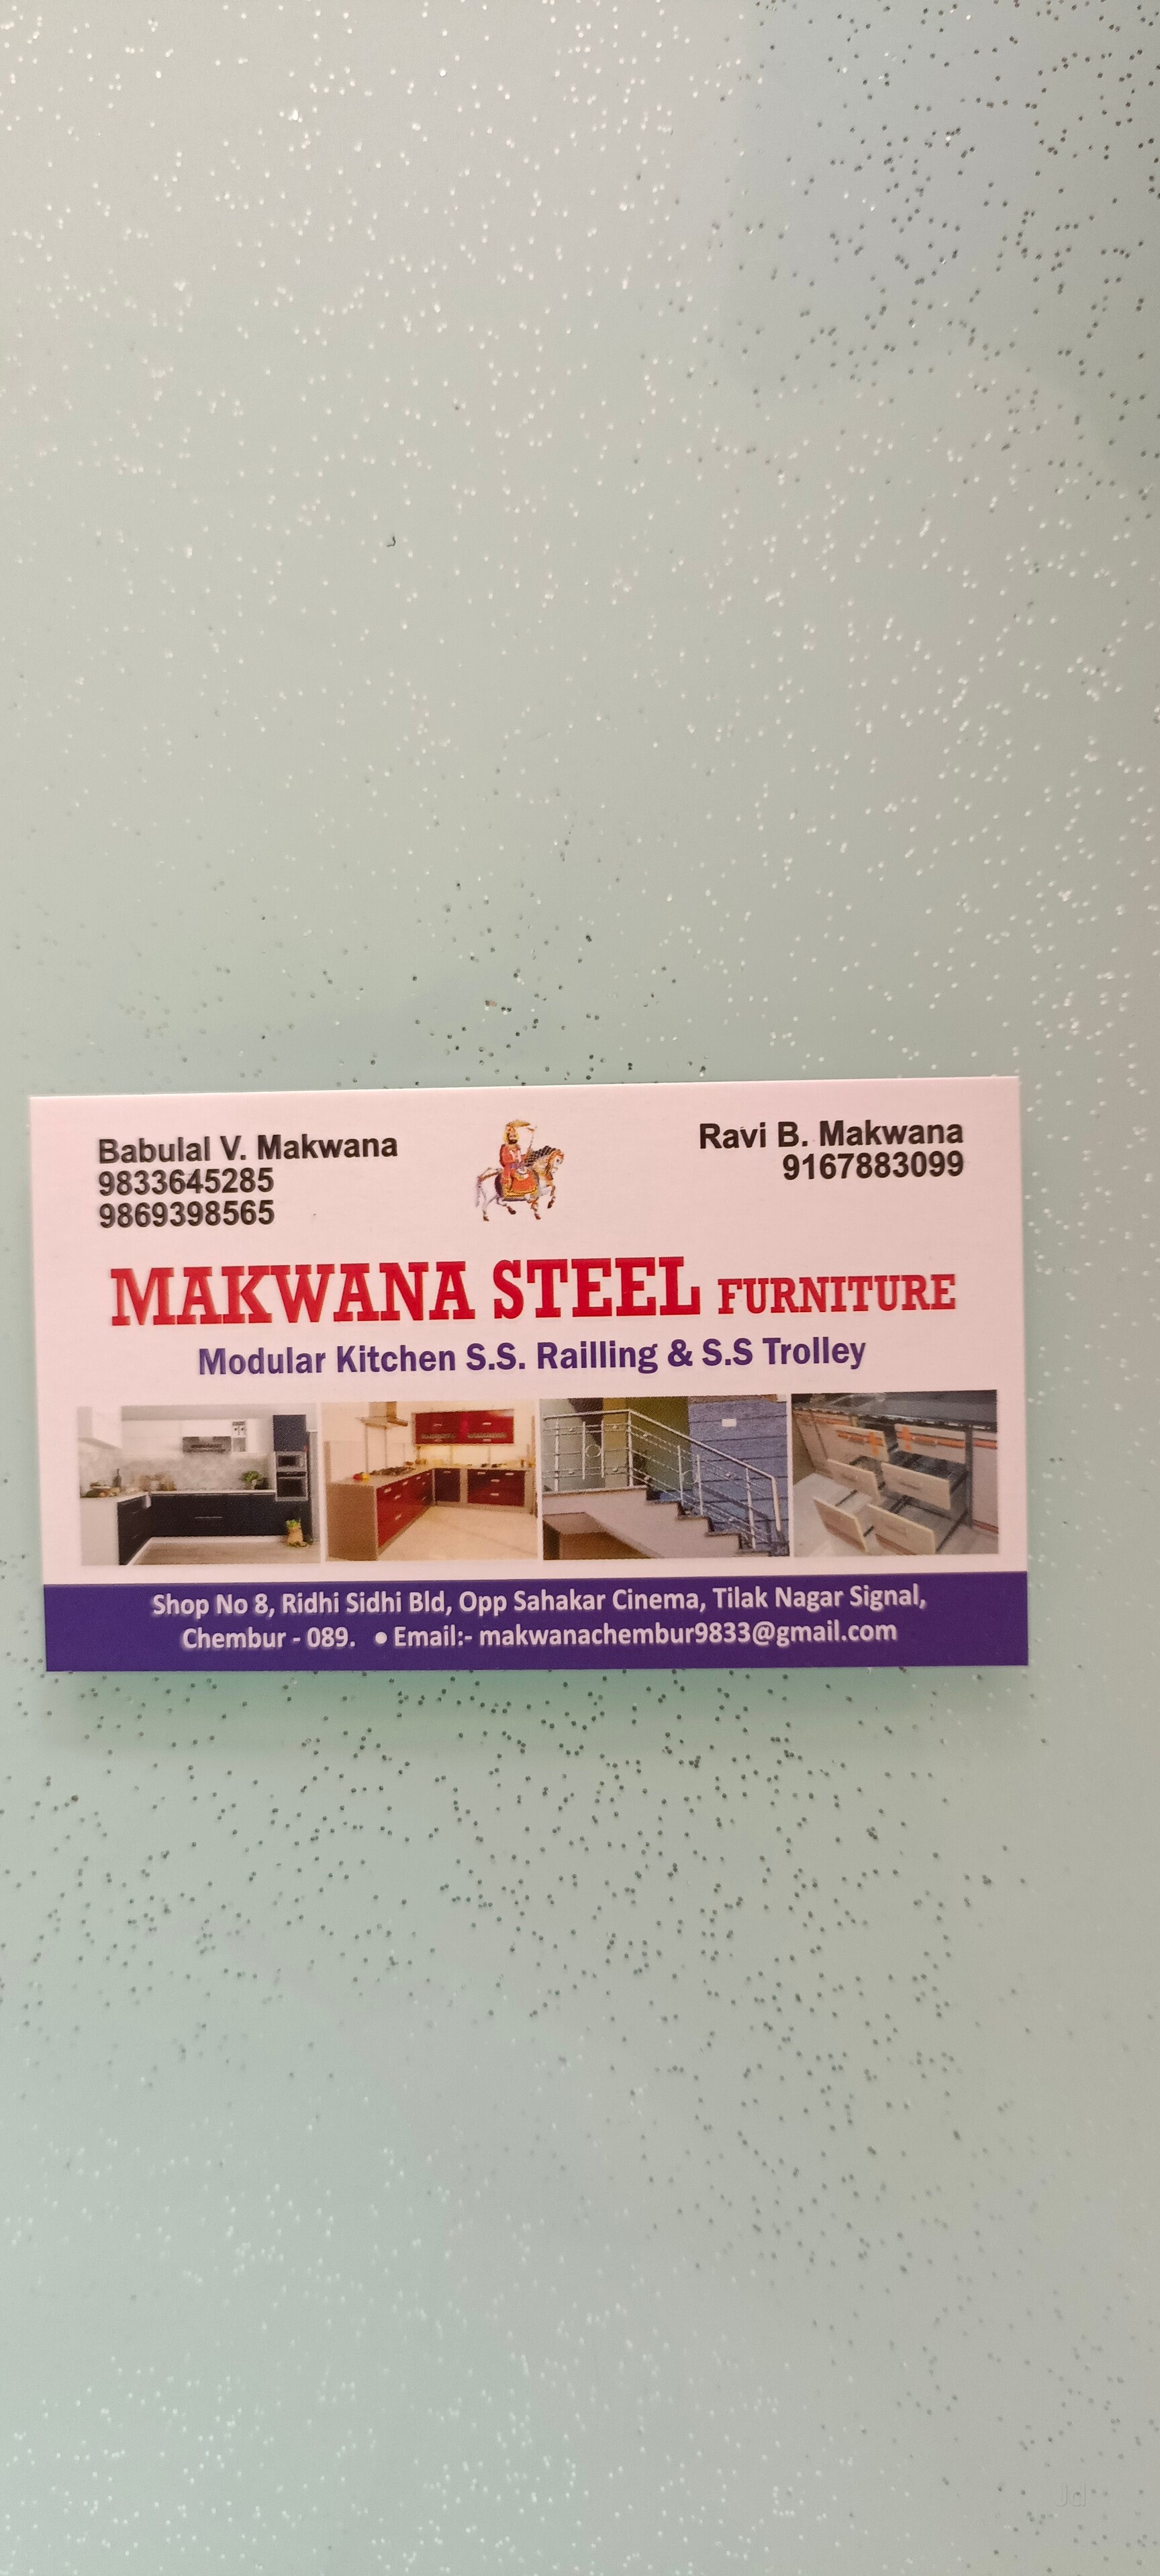 Babulal V. Makwana
9833645285
9869398565
Ravi B. Makwana
9167883099
MAKWANA STEEL FURNITURE
Modular Kitchen S.S. Railling & S.S Trolley
Shop No 8, Ridhi Sidhi Bld, Opp Sahakar Cinema, Tilak Nagar Signal,
Chembur - 089. • Email:- makwanachembur9833@gmail.com
Jd